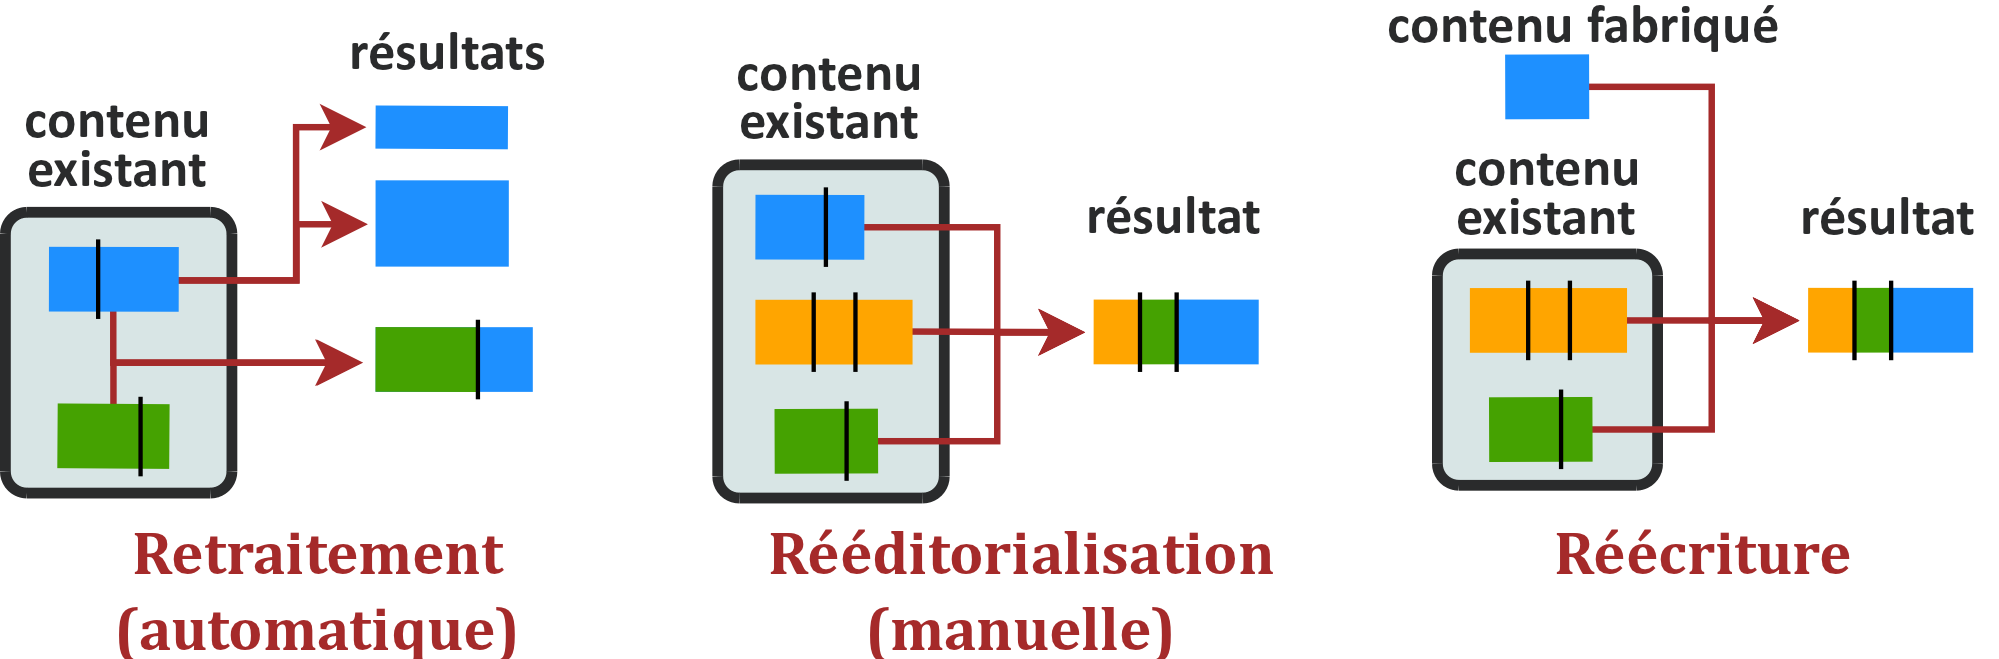 résultats
contenu
existant
Retraitement
(automatique)
contenu
existant
résultat
Rééditorialisation
(manuelle)
contenu fabriqué
contenu
existant
résultat
Réécriture